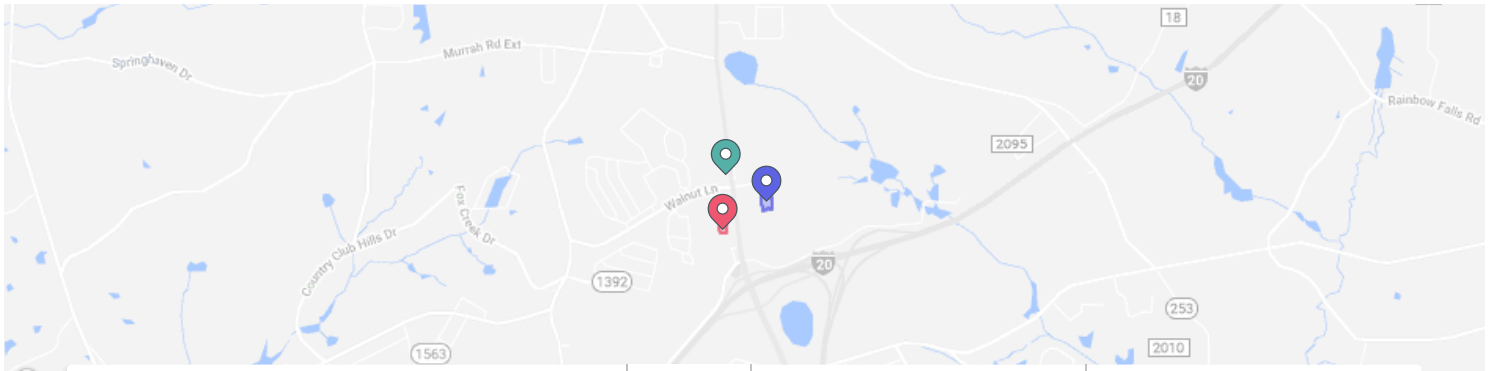 18
Murrah Rd Ext
Springhaven Dr
20
Rainbow Falls Rd
2095
Walnut Ln
Fox Creek Dr
Country Club Hills Dr
20
1392
253
2010
1563